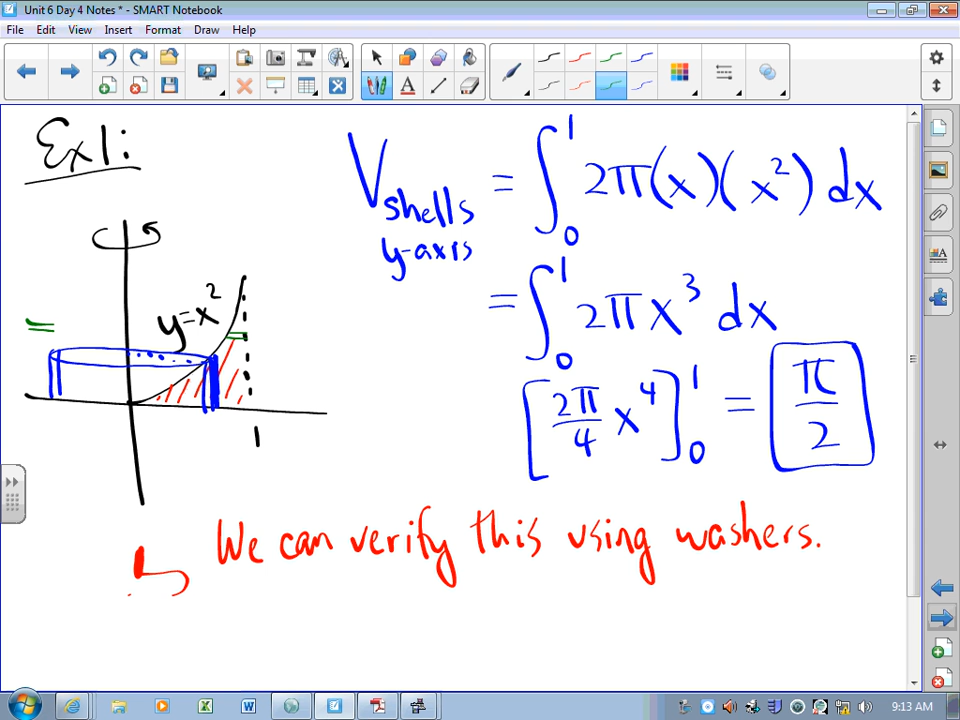 Unit 6 Day 4 Notes * - SMART Notebook
File Edit View Insert Format Draw Help
Ex1:
V shells y-axis = ∫₀¹ 2π(x)(x²) dx
= ∫₀¹ 2πx³ dx
[2π/4 x⁴]₀¹ = π/2
y=x²
1
We can verify this using washers.
9:13 AM